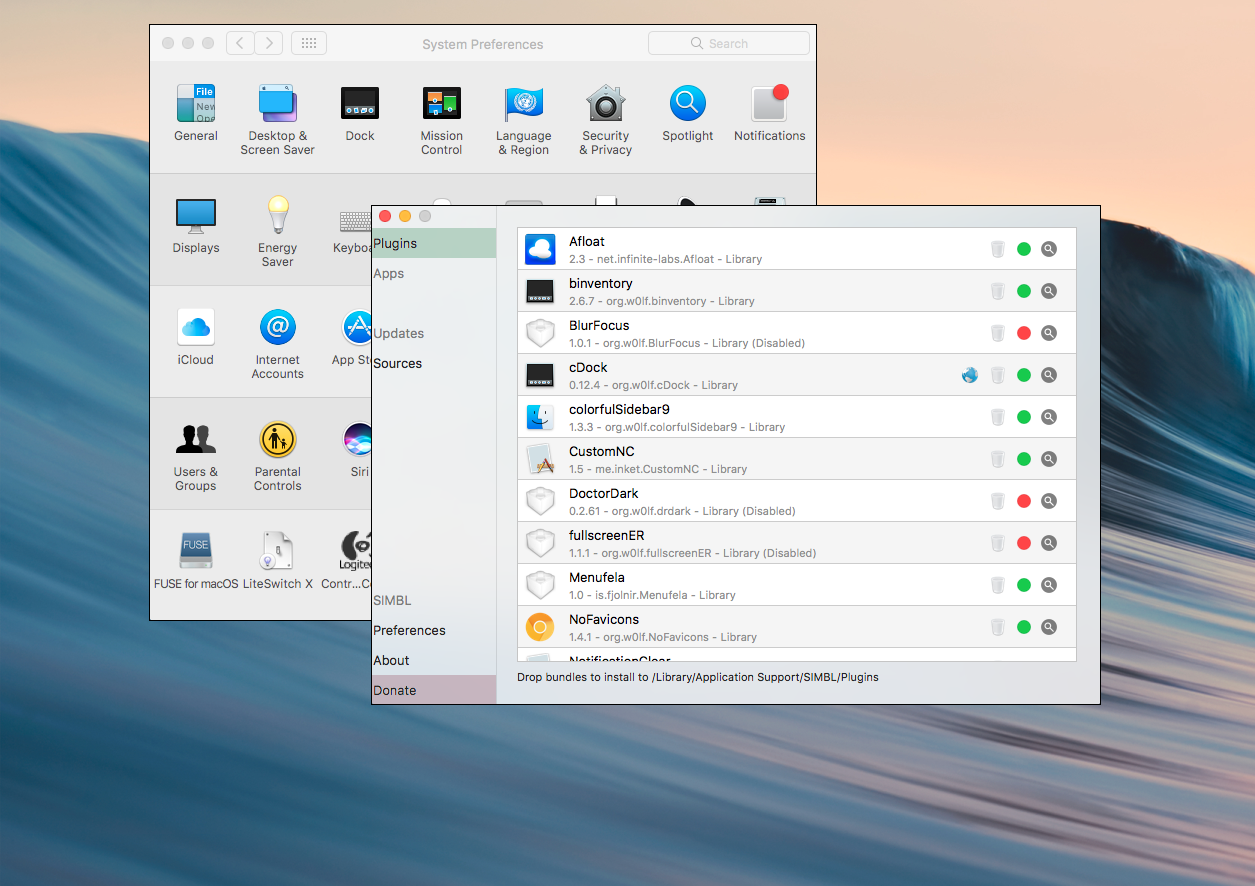 System Preferences
Search
File
New
Ope
General
Desktop &
Screen Saver
Dock
Mission
Control
Language
& Region
Security
& Privacy
Spotlight
Notifications
Displays
Energy
Saver
Keyboa
iCloud
@
Internet
Accounts
App Sto
Users &
Groups
Parental
Controls
Siri
FUSE
FUSE for macOS
LiteSwitch X
Logitec
Contr...Ce
Plugins
Apps
Updates
Sources
SIMBL
Preferences
About
Donate
Afloat
2.3 - net.infinite-labs.Afloat - Library
binventory
2.6.7 - org.w0lf.binventory - Library
BlurFocus
1.0.1 - org.w0lf.BlurFocus - Library (Disabled)
cDock
0.12.4 - org.w0lf.cDock - Library
colorfulSidebar9
1.3.3 - org.w0lf.colorfulSidebar9 - Library
CustomNC
1.5 - me.inket.CustomNC - Library
DoctorDark
0.2.61 - org.w0lf.drdark - Library (Disabled)
fullscreenER
1.1.1 - org.w0lf.fullscreenER - Library (Disabled)
Menufela
1.0 - is.fjolnir.Menufela - Library
NoFavicons
1.4.1 - org.w0lf.NoFavicons - Library
NotificationClear
Drop bundles to install to /Library/Application Support/SIMBL/Plugins